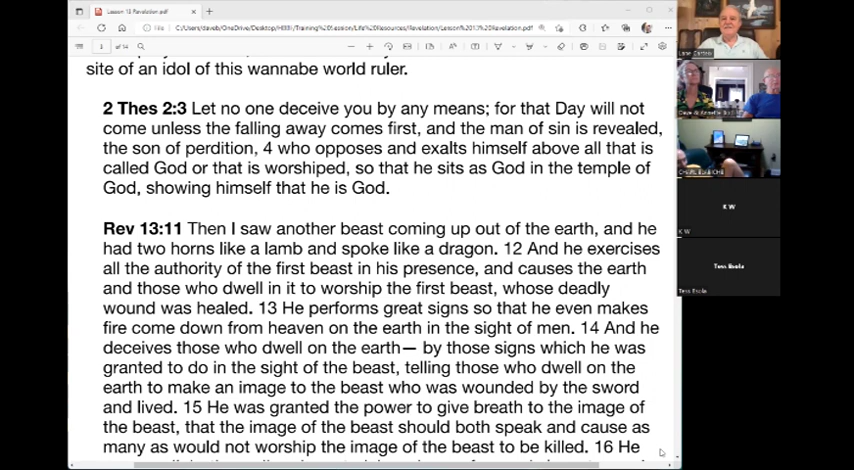 Lesson 13 Revelation.pdf
File
C:/Users/daveb/OneDrive/Desktop/
1 of 14
site of an idol of this wannabe world ruler.
2 Thes 2:3 Let no one deceive you by any means; for that Day will not
come unless the falling away comes first, and the man of sin is revealed,
the son of perdition, 4 who opposes and exalts himself above all that is
called God or that is worshiped, so that he sits as God in the temple of
God, showing himself that he is God.
Rev 13:11 Then I saw another beast coming up out of the earth, and he
had two horns like a lamb and spoke like a dragon. 12 And he exercises
all the authority of the first beast in his presence, and causes the earth
and those who dwell in it to worship the first beast, whose deadly
wound was healed. 13 He performs great signs so that he even makes
fire come down from heaven on the earth in the sight of men. 14 And he
deceives those who dwell on the earth— by those signs which he was
granted to do in the sight of the beast, telling those who dwell on the
earth to make an image to the beast who was wounded by the sword
and lived. 15 He was granted the power to give breath to the image of
the beast, that the image of the beast should both speak and cause as
many as would not worship the image of the beast to be killed. 16 He
Lane
Dave & Annette
K W
K W
Tess
Tess